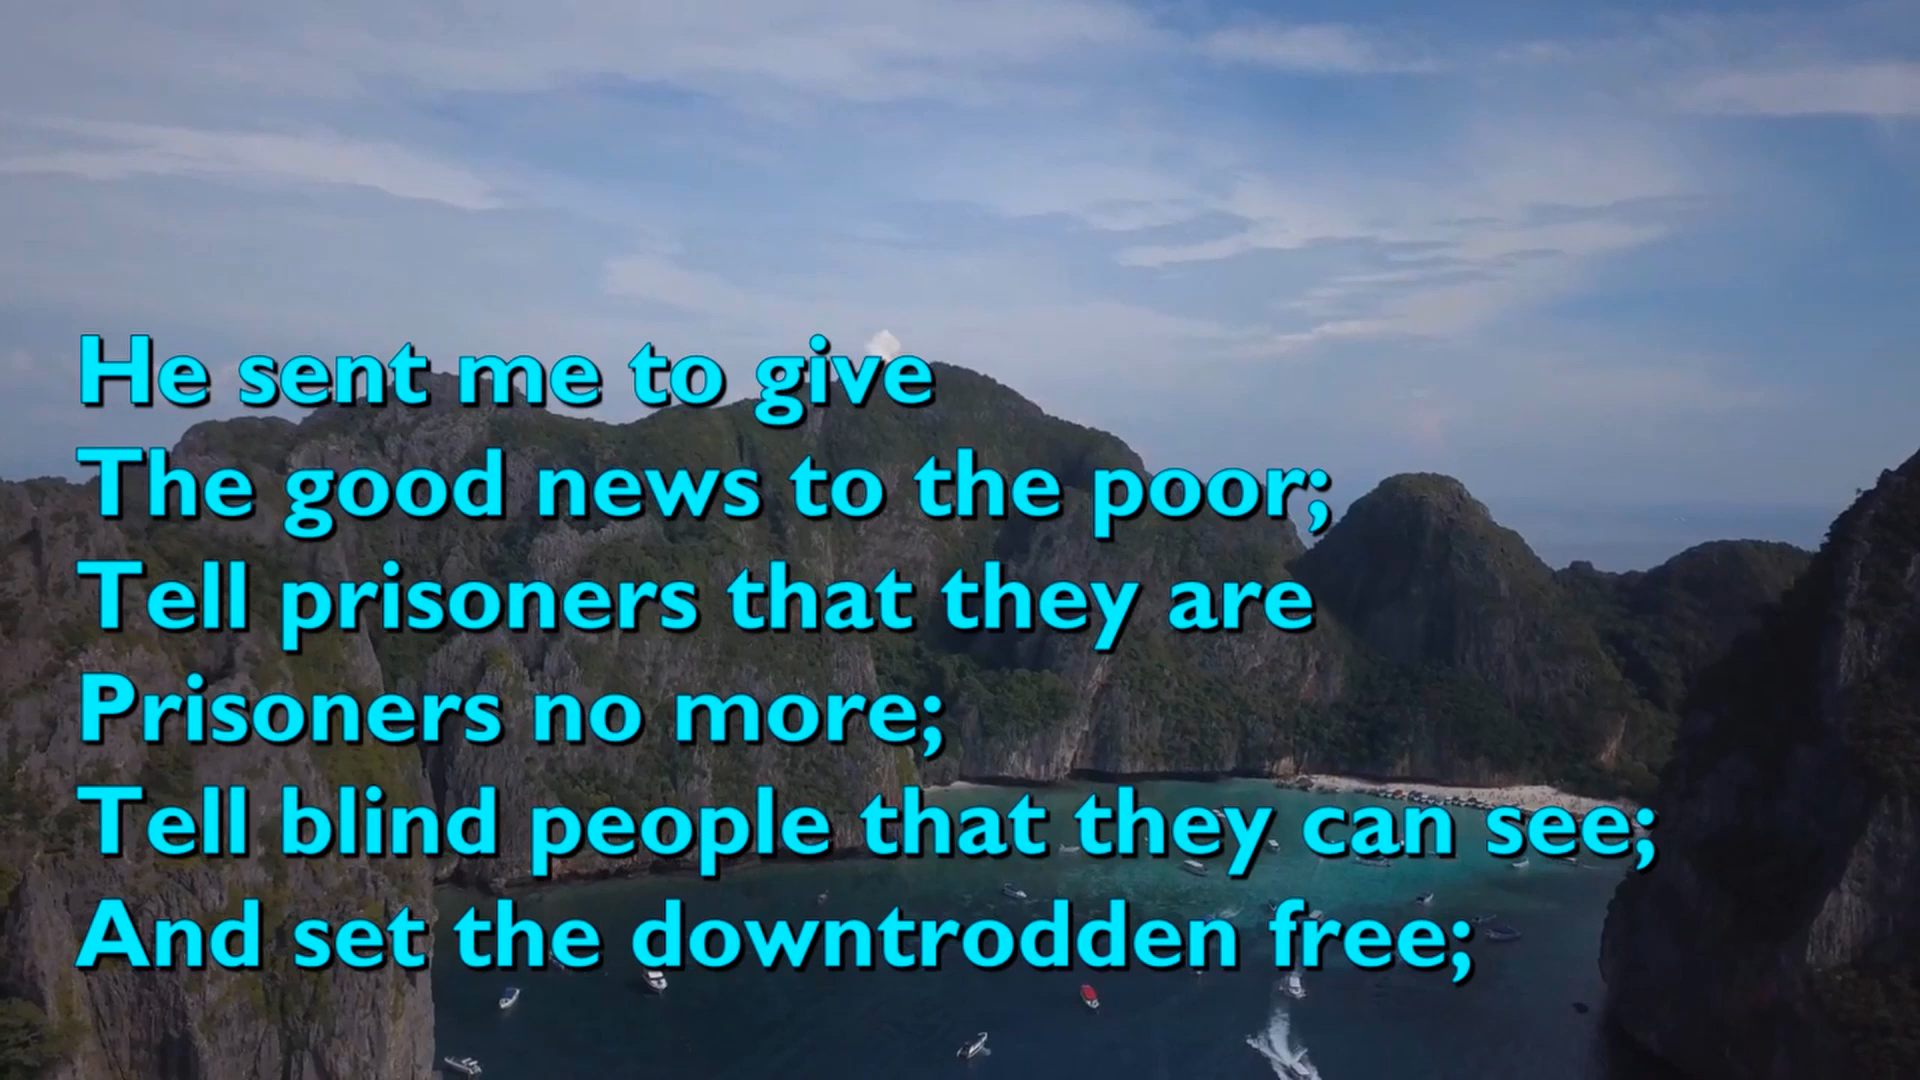 He sent me to give
The good news to the poor;
Tell prisoners that they are
Prisoners no more;
Tell blind people that they can see;
And set the downtrodden free;